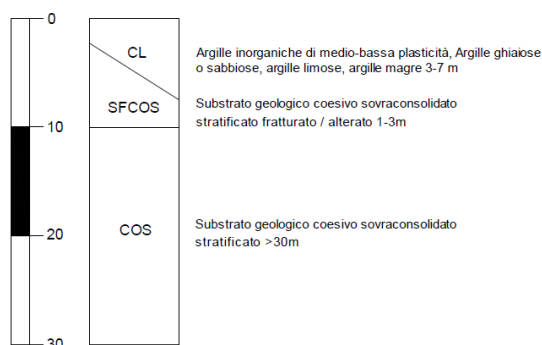 0
CL
Argille inorganiche di medio-bassa plasticità, Argille ghiaiose
o sabbiose, argille limose, argille magre 3-7 m
SFCOS
Substrato geologico coesivo sovraconsolidato
stratificato fratturato / alterato 1-3m
10
COS
Substrato geologico coesivo sovraconsolidato
stratificato >30m
20
30